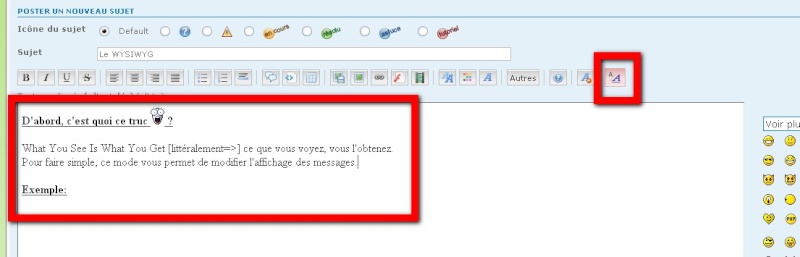 POSTER UN NOUVEAU SUJET
Icône du sujet Default en cours résolu astuce tutoriel
Sujet Le WYSIWYG
B I U S Autres
D'abord, c'est quoi ce truc ?
What You See Is What You Get [littéralement=>] ce que vous voyez, vous l'obtenez.
Pour faire simple, ce mode vous permet de modifier l'affichage des messages.
Exemple:
Voir plu